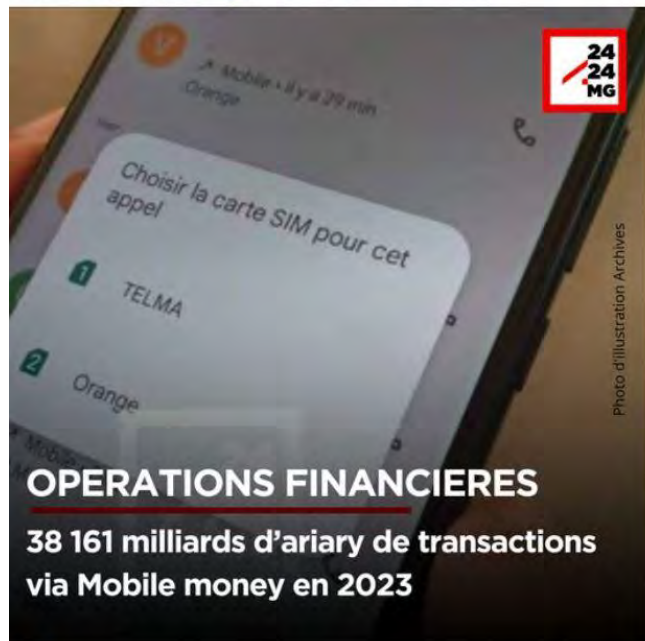 24
24
MG
Mobile • il y a 29 min
Orange
Choisir la carte SIM pour cet
appel
1
TELMA
2
Orange
Mobile
Photo d'illustration Archives
OPERATIONS FINANCIERES
38 161 milliards d'ariary de transactions
via Mobile money en 2023